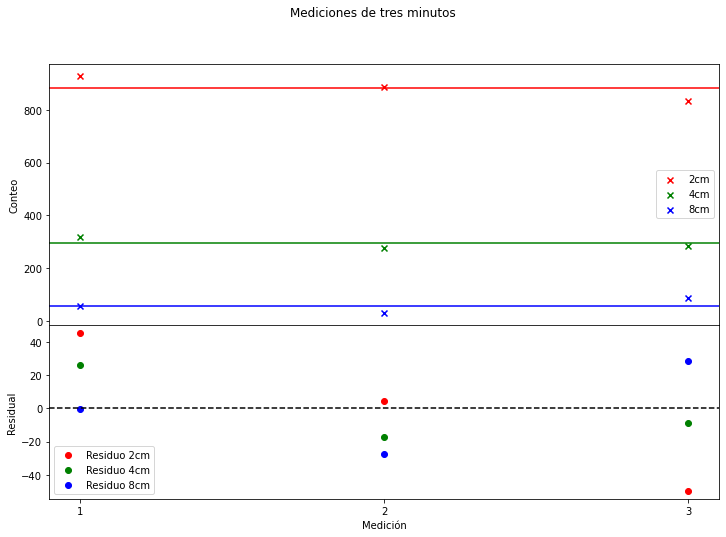 Mediciones de tres minutos
Conteo
800
600
400
200
0
2cm
4cm
8cm
Residual
40
20
0
−20
−40
Residuo 2cm
Residuo 4cm
Residuo 8cm
1
2
3
Medición